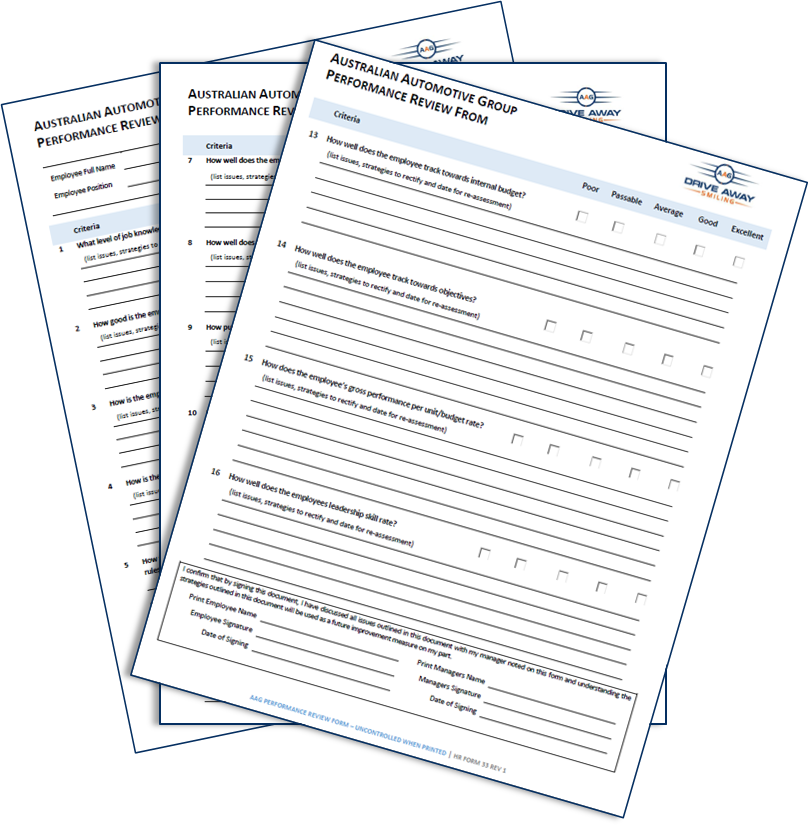 AUSTRALIAN AUTOMOTIVE
PERFORMANCE REVIEW
Employee Full Name
Employee Position
Criteria
1 What level of job knowle
(list issues, strategies to
2 How good is the emp
(list issues, strategi
3 How is the emp
(list issues, strate
4 How is the
(list issu
5 How
rules
AUSTRALIAN AUTOM
PERFORMANCE REV
AAG
DRIVE AWAY
Criteria
7 How well does the em
(list issues, strategies
8 How well does
(list issues, st
9 How pu
(list i
10
AUSTRALIAN AUTOMOTIVE GROUP
PERFORMANCE REVIEW FROM
AAG
DRIVE AWAY
SMILING
Criteria
Poor Passable Average Good Excellent
13 How well does the employee track towards internal budget?
(list issues, strategies to rectify and date for re-assessment)
14 How well does the employee track towards objectives?
(list issues, strategies to rectify and date for re-assessment)
15 How does the employee's gross performance per unit/budget rate?
(list issues, strategies to rectify and date for re-assessment)
16 How well does the employees leadership skill rate?
(list issues, strategies to rectify and date for re-assessment)
I confirm that by signing this document, I have discussed all issues outlined in this document with my manager noted on this form and understanding the
strategies outlined in this document will be used as a future improvement measure on my part.
Print Employee Name
Employee Signature
Date of Signing
Print Managers Name
Managers Signature
Date of Signing
AAG PERFORMANCE REVIEW FORM – UNCONTROLLED WHEN PRINTED | HR FORM 33 REV 1